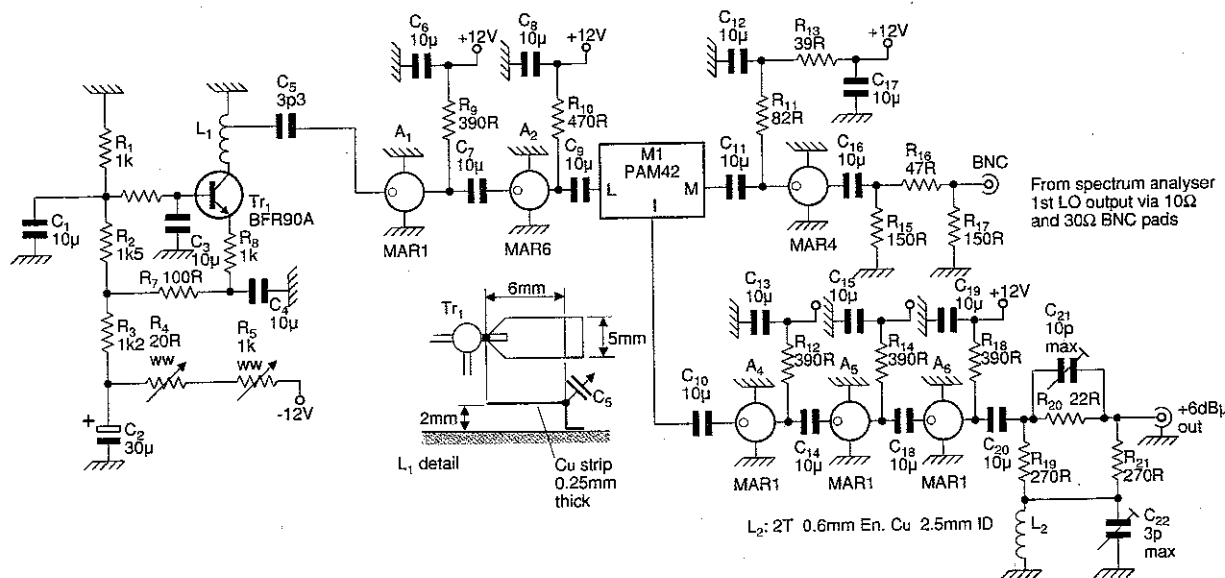 C6
10µ
+12V
C8
10µ
+12V
C12
10µ
R13
39R
+12V
C17
10µ
C5
3p3
L1
R1
1k
R9
390R
A1
C7
10µ
MAR1
R10
470R
A2
C9
10µ
MAR6
M1
PAM42
L
M
I
R11
82R
C11
10µ
C16
10µ
MAR4
R16
47R
BNC
R15
150R
R17
150R
From spectrum analyser
1st LO output via 10Ω
and 30Ω BNC pads
Tr1
BFR90A
C1
10µ
R2
1k5
C3
10µ
R8
1k
R7 100R
C4
10µ
R3
1k2
R4
20R
ww
R5
1k
ww
-12V
+
C2
30µ
6mm
Tr1
5mm
2mm
C5
L1 detail
Cu strip
0.25mm
thick
C13
10µ
C15
10µ
C19
10µ
+12V
R12
390R
R14
390R
R18
390R
C21
10p
max
C10
10µ
A4
A5
A6
R20 22R
+6dBµ
out
MAR1
C14
10µ
MAR1
C18
10µ
MAR1
C20
10µ
R19
270R
R21
270R
L2: 2T 0.6mm En. Cu 2.5mm ID
L2
C22
3p
max